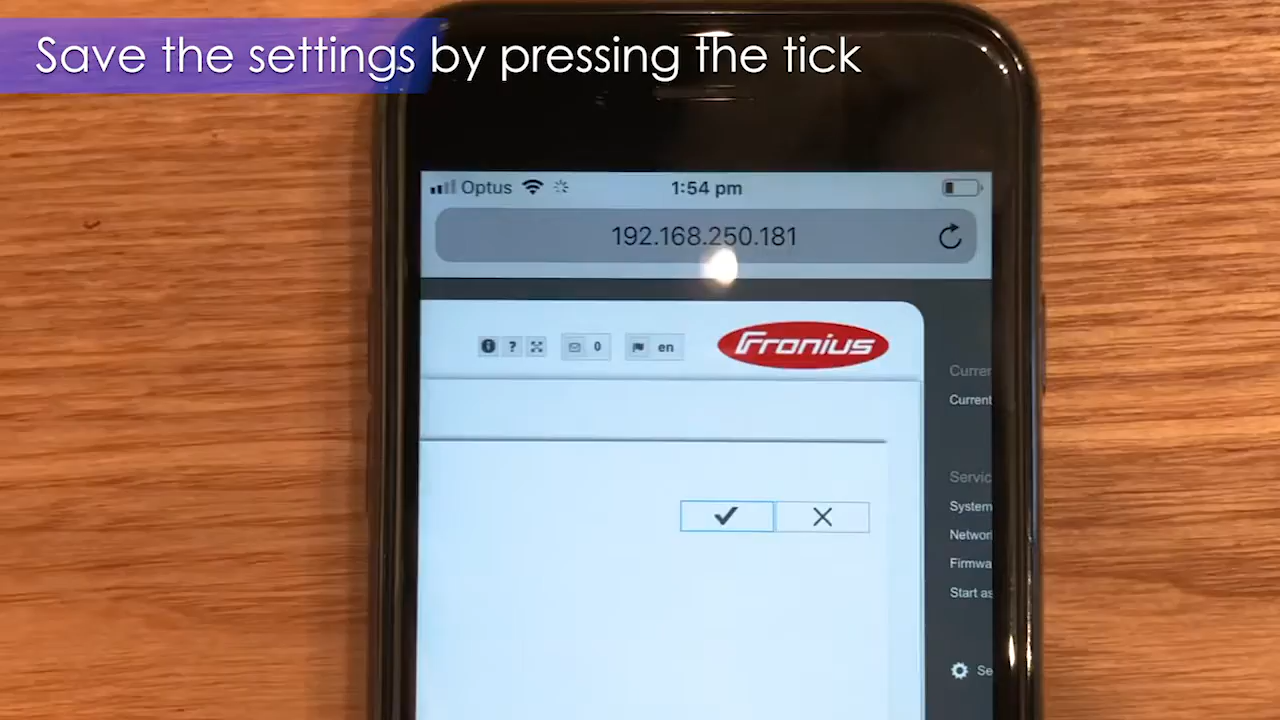 Save the settings by pressing the tick
Optus 1:54 pm
192.168.250.181
? 0 en
Fronius
Curren
Current
Servic
System
Networ
Firmwa
Start as
Se